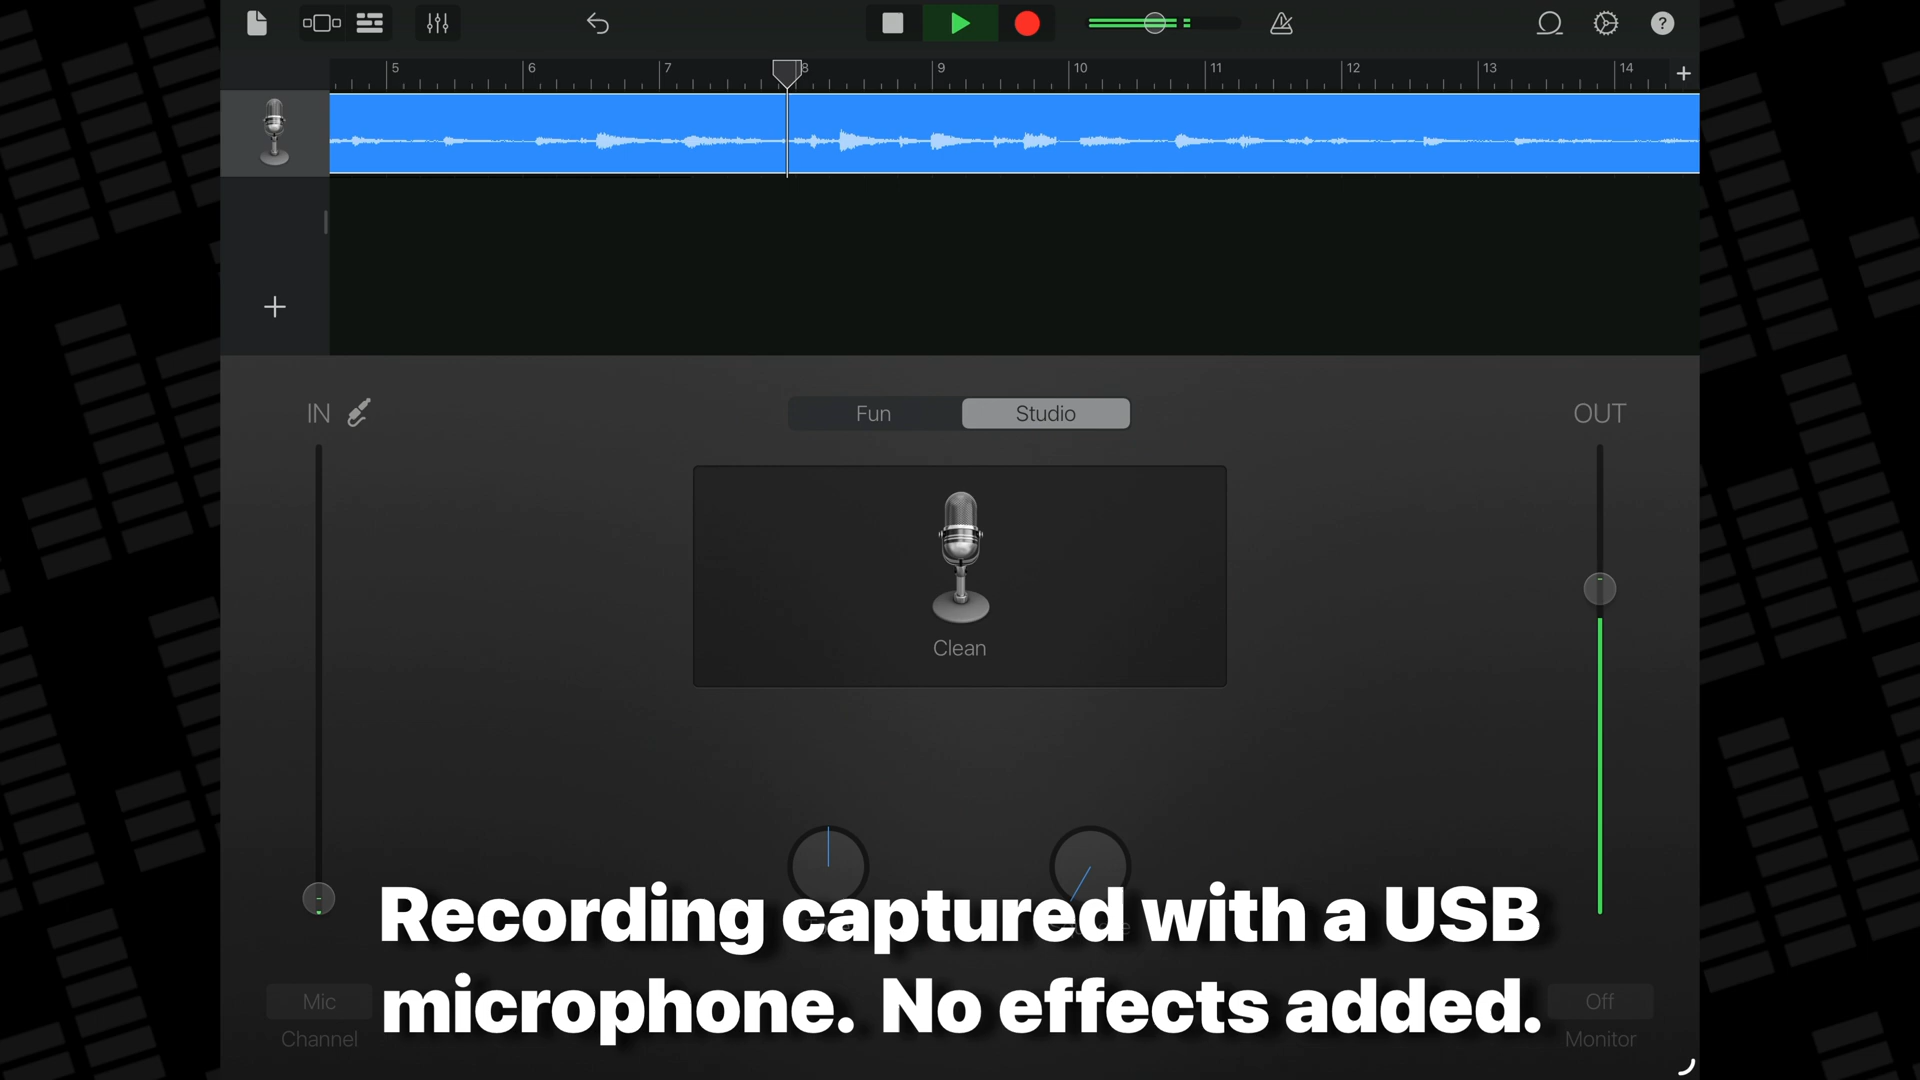 5 6 7 8 9 10 11 12 13 14
IN
Fun
Studio
OUT
Clean
Recording captured with a USB
microphone. No effects added.
Mic
Off
Channel
Monitor